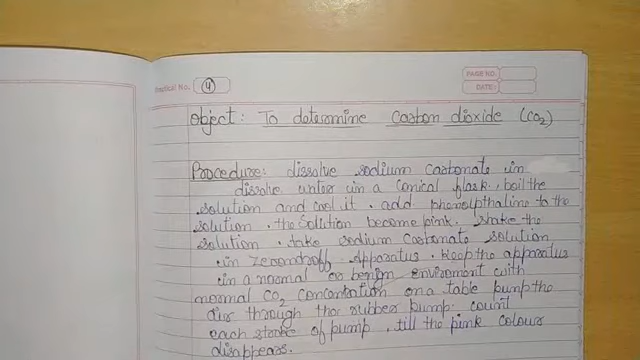 Practical No. 4
PAGE NO.
DATE:
Object: To determine Carbon dioxide (CO2)
Procedure: dissolve sodium carbonate in
dissolve water in a conical flask, boil the
solution and cool it. add phenolpthaline to the
solution. the Solution become pink. shake the
solution. take sodium Carbonate solution
in zecondroff apparatus. keep the apparatus
in a normal or benign enviroment with
normal CO2 concentration on a table pump the
air through the rubber pump. count
each stroke of pump, till the pink colour
disappears.